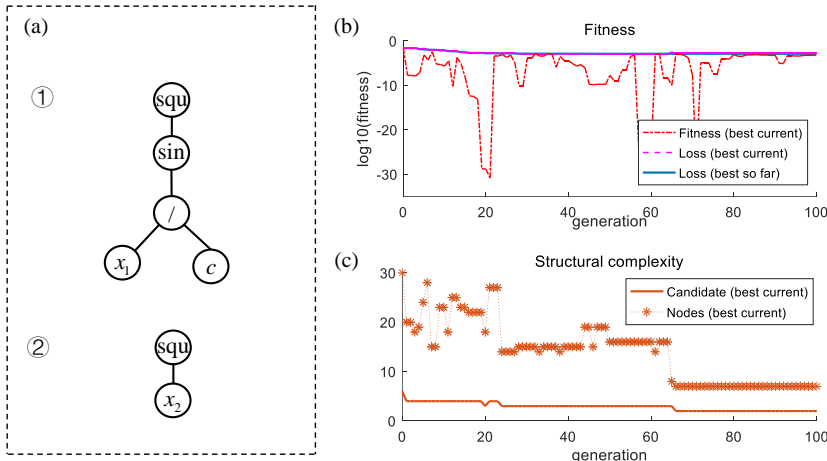 (a)
①
squ
sin
/
x1
c
②
squ
x2
(b)
Fitness
log10(fitness)
0
-10
-20
-30
Fitness (best current)
Loss (best current)
Loss (best so far)
0 20 40 60 80 100
generation
(c)
Structural complexity
30
20
10
0
Candidate (best current)
Nodes (best current)
0 20 40 60 80 100
generation